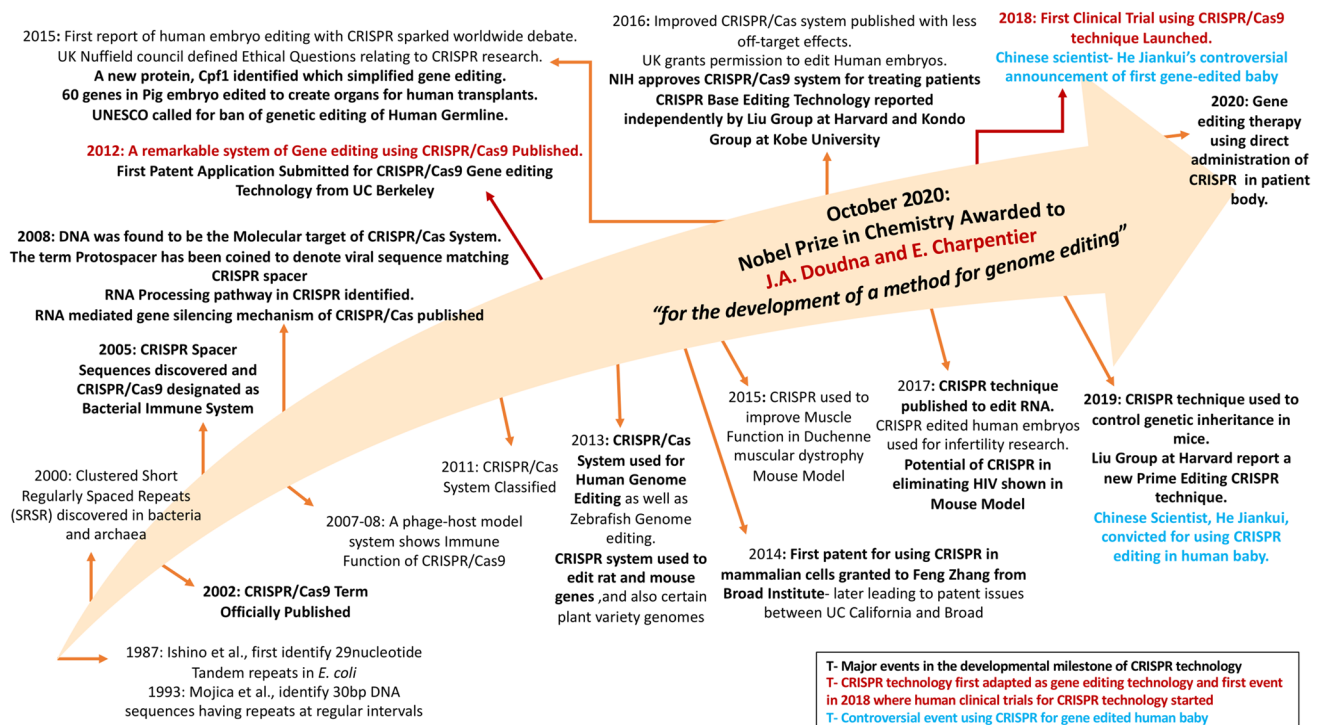 2015: First report of human embryo editing with CRISPR sparked worldwide debate.
UK Nuffield council defined Ethical Questions relating to CRISPR research.
A new protein, Cpf1 identified which simplified gene editing.
60 genes in Pig embryo edited to create organs for human transplants.
UNESCO called for ban of genetic editing of Human Germline.
2012: A remarkable system of Gene editing using CRISPR/Cas9 Published.
First Patent Application Submitted for CRISPR/Cas9 Gene editing
Technology from UC Berkeley
2008: DNA was found to be the Molecular target of CRISPR/Cas System.
The term Protospacer has been coined to denote viral sequence matching
CRISPR spacer
RNA Processing pathway in CRISPR identified.
RNA mediated gene silencing mechanism of CRISPR/Cas published
2005: CRISPR Spacer
Sequences discovered and
CRISPR/Cas9 designated as
Bacterial Immune System
2000: Clustered Short
Regularly Spaced Repeats
(SRSR) discovered in bacteria
and archaea
2016: Improved CRISPR/Cas system published with less
off-target effects.
UK grants permission to edit Human embryos.
NIH approves CRISPR/Cas9 system for treating patients
CRISPR Base Editing Technology reported
independently by Liu Group at Harvard and Kondo
Group at Kobe University
2018: First Clinical Trial using CRISPR/Cas9
technique Launched.
Chinese scientist- He Jiankui's controversial
announcement of first gene-edited baby
2020: Gene
editing therapy
using direct
administration of
CRISPR in patient
body.
October 2020:
Nobel Prize in Chemistry Awarded to
J.A. Doudna and E. Charpentier
"for the development of a method for genome editing"
1987: Ishino et al., first identify 29nucleotide
Tandem repeats in E. coli
1993: Mojica et al., identify 30bp DNA
sequences having repeats at regular intervals
2002: CRISPR/Cas9 Term
Officially Published
2007-08: A phage-host model
system shows Immune
Function of CRISPR/Cas9
2011: CRISPR/Cas
System Classified
2013: CRISPR/Cas
System used for
Human Genome
Editing as well as
Zebrafish Genome
editing.
CRISPR system used to
edit rat and mouse
genes ,and also certain
plant variety genomes
2015: CRISPR used to
improve Muscle
Function in Duchenne
muscular dystrophy
Mouse Model
2014: First patent for using CRISPR in
mammalian cells granted to Feng Zhang from
Broad Institute- later leading to patent issues
between UC California and Broad
2017: CRISPR technique
published to edit RNA.
CRISPR edited human embryos
used for infertility research.
Potential of CRISPR in
eliminating HIV shown in
Mouse Model
2019: CRISPR technique used to
control genetic inheritance in
mice.
Liu Group at Harvard report a
new Prime Editing CRISPR
technique.
Chinese Scientist, He Jiankui,
convicted for using CRISPR
editing in human baby.
T- Major events in the developmental milestone of CRISPR technology
T- CRISPR technology first adapted as gene editing technology and first event
in 2018 where human clinical trials for CRISPR technology started
T- Controversial event using CRISPR for gene edited human baby